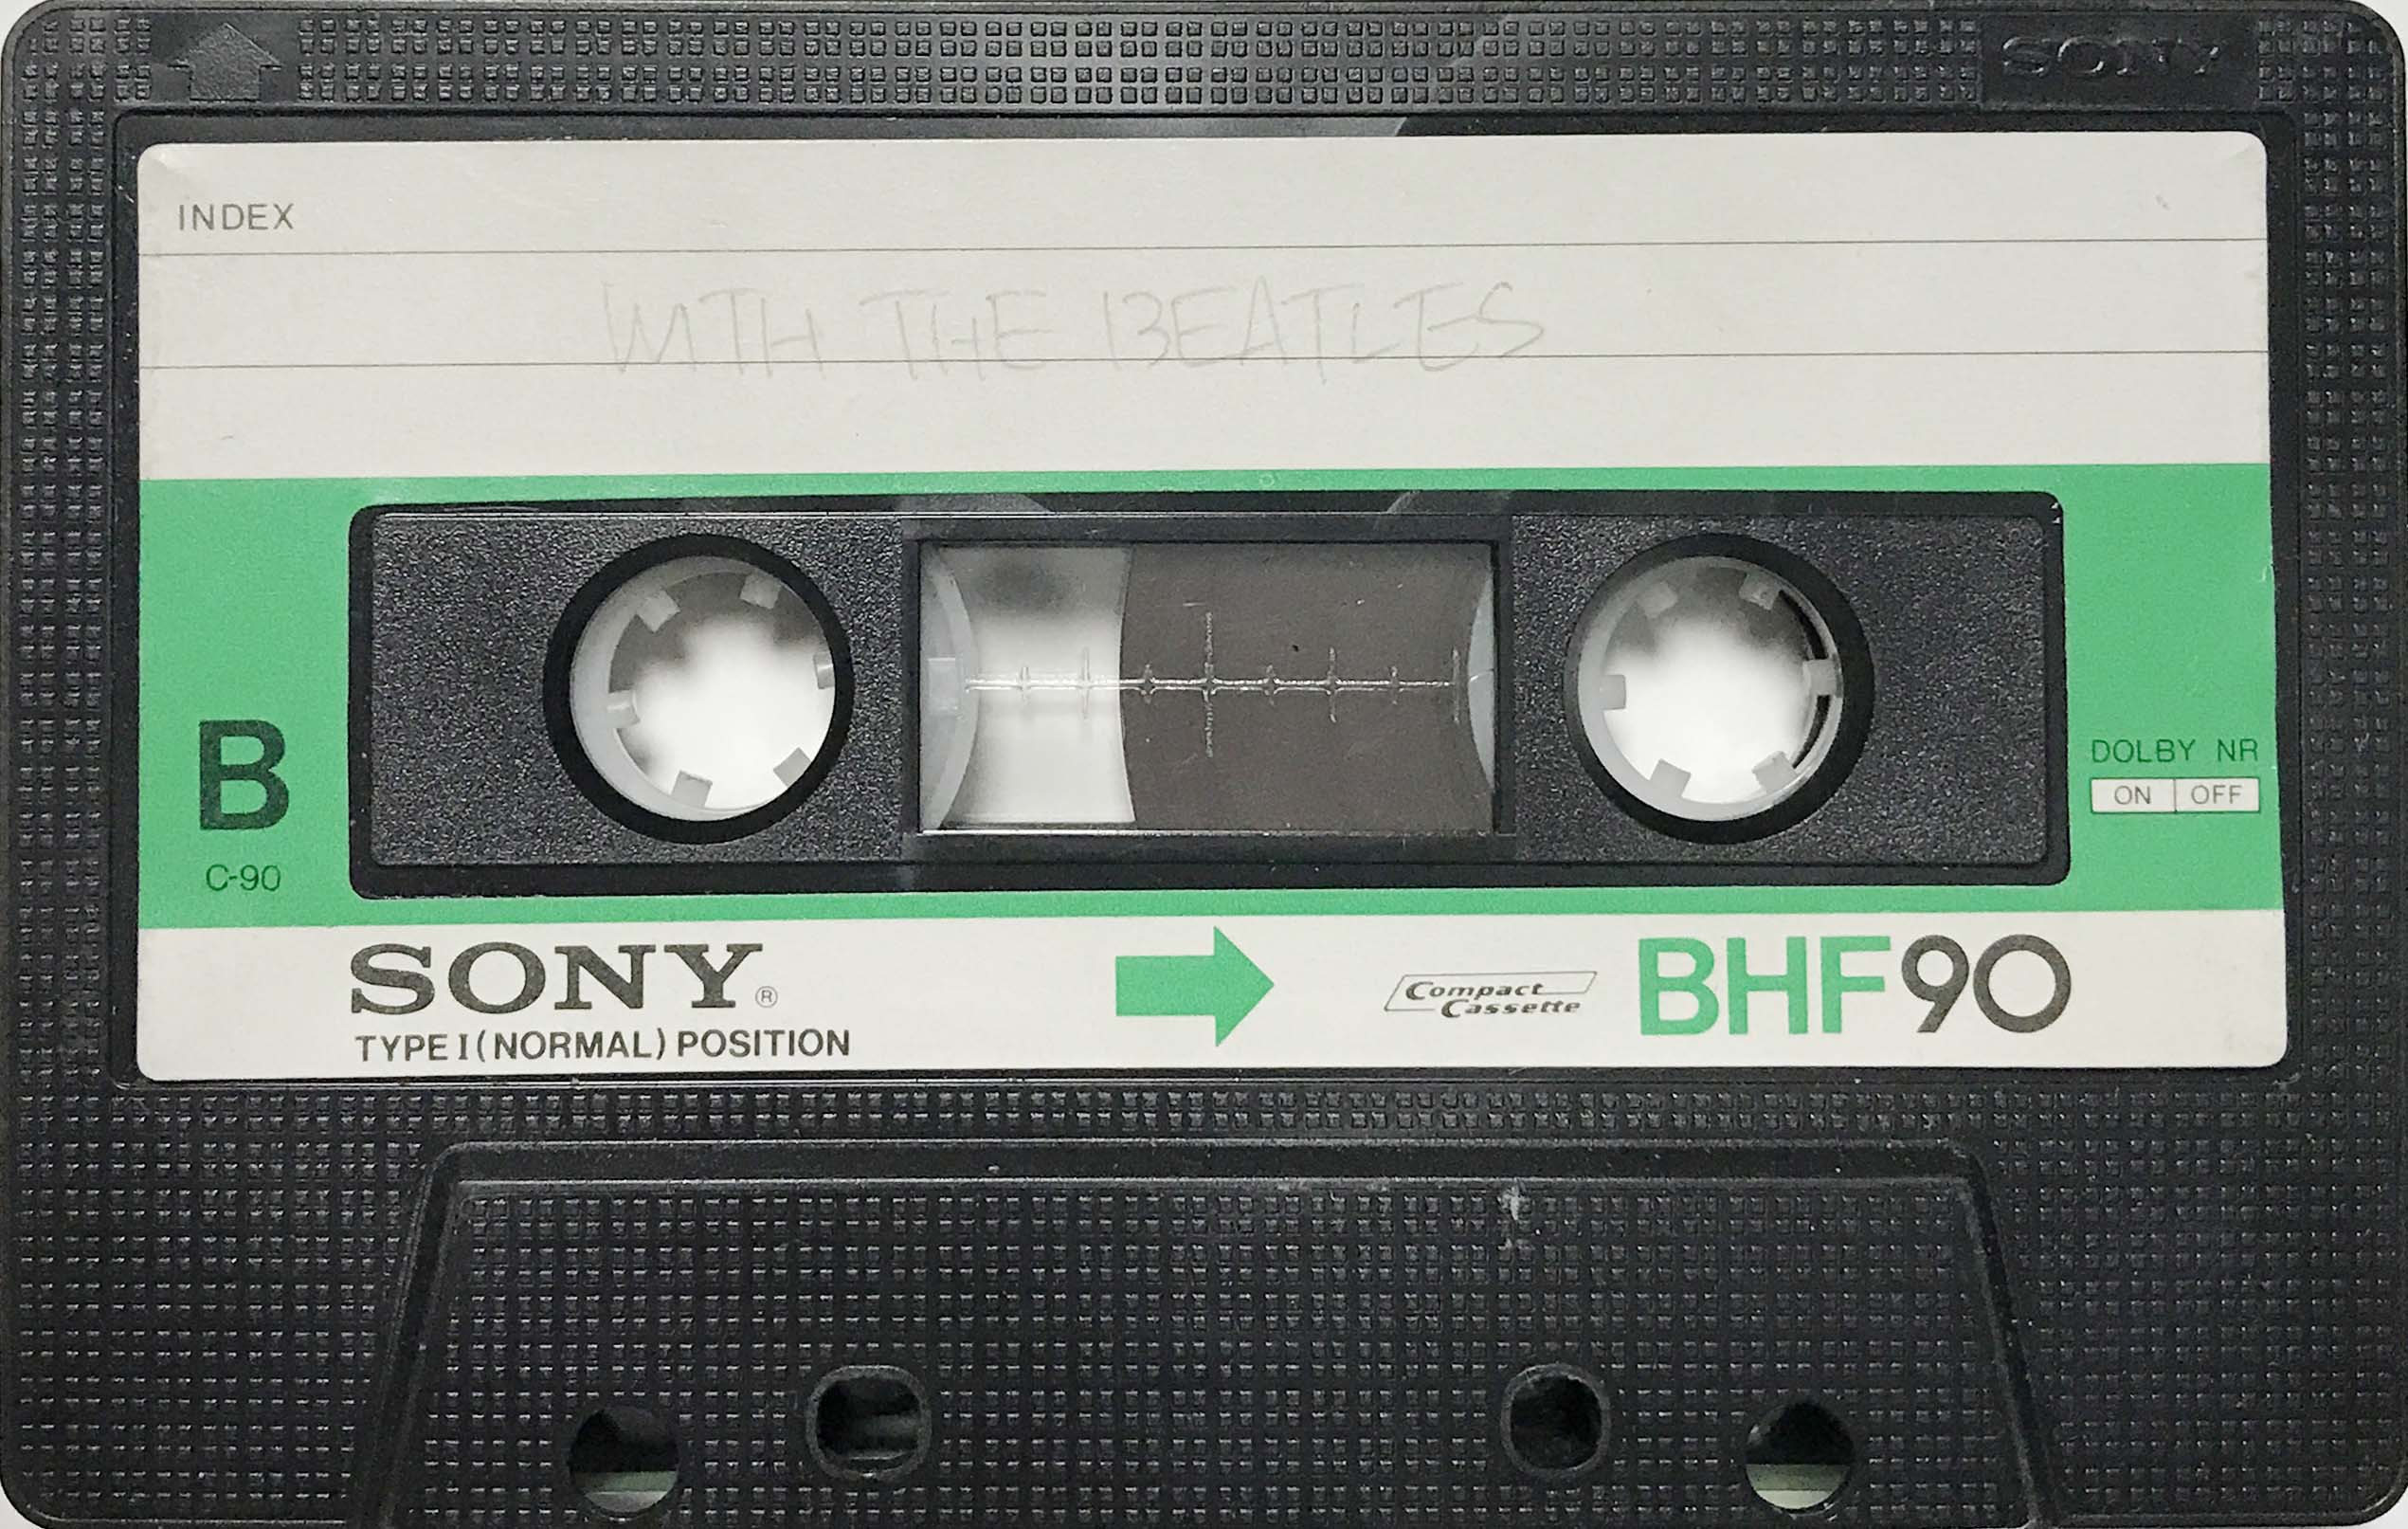 SONY
INDEX
WITH THE BEATLES
B
C-90
DOLBY NR
ON OFF
SONY®
TYPE I (NORMAL) POSITION
Compact
Cassette
BHF90